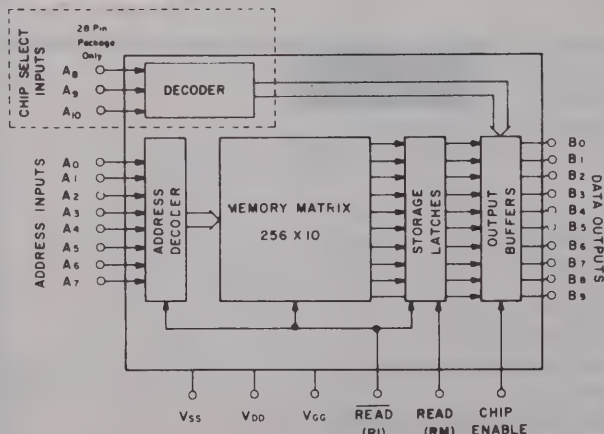 CHIP SELECT
INPUTS
28 Pin
Package
Only
A8
A9
A10
DECODER
ADDRESS INPUTS
A0
A1
A2
A3
A4
A5
A6
A7
ADDRESS
DECODER
MEMORY MATRIX
256 X 10
STORAGE
LATCHES
OUTPUT
BUFFERS
B0
B1
B2
B3
B4
B5
B6
B7
B8
B9
DATA OUTPUTS
VSS
VDD
VGG
READ
(RI)
READ
(RM)
CHIP
ENABLE